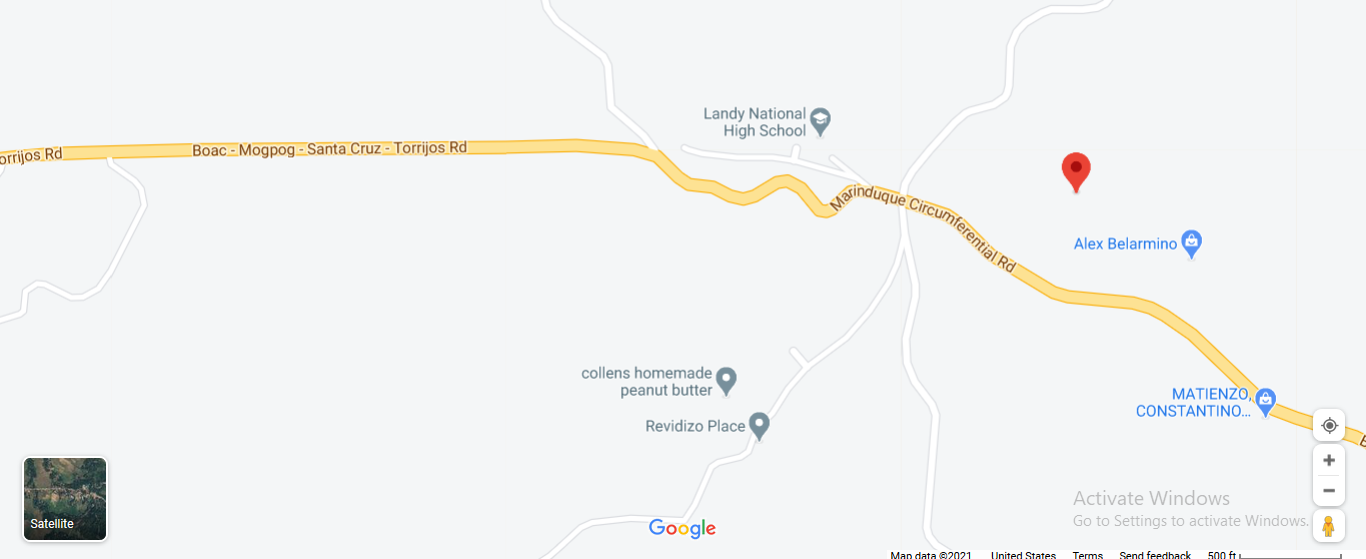 Landy National
High School
orrijos Rd
Boac - Mogpog - Santa Cruz - Torrijos Rd
Marinduque Circumferential Rd
Alex Belarmino
collens homemade
peanut butter
MATIENZO,
CONSTANTINO...
Revidizo Place
Activate Windows
Go to Settings to activate Windows.
Satellite
Google
Map data ©2021 United States Terms Send feedback 500 ft